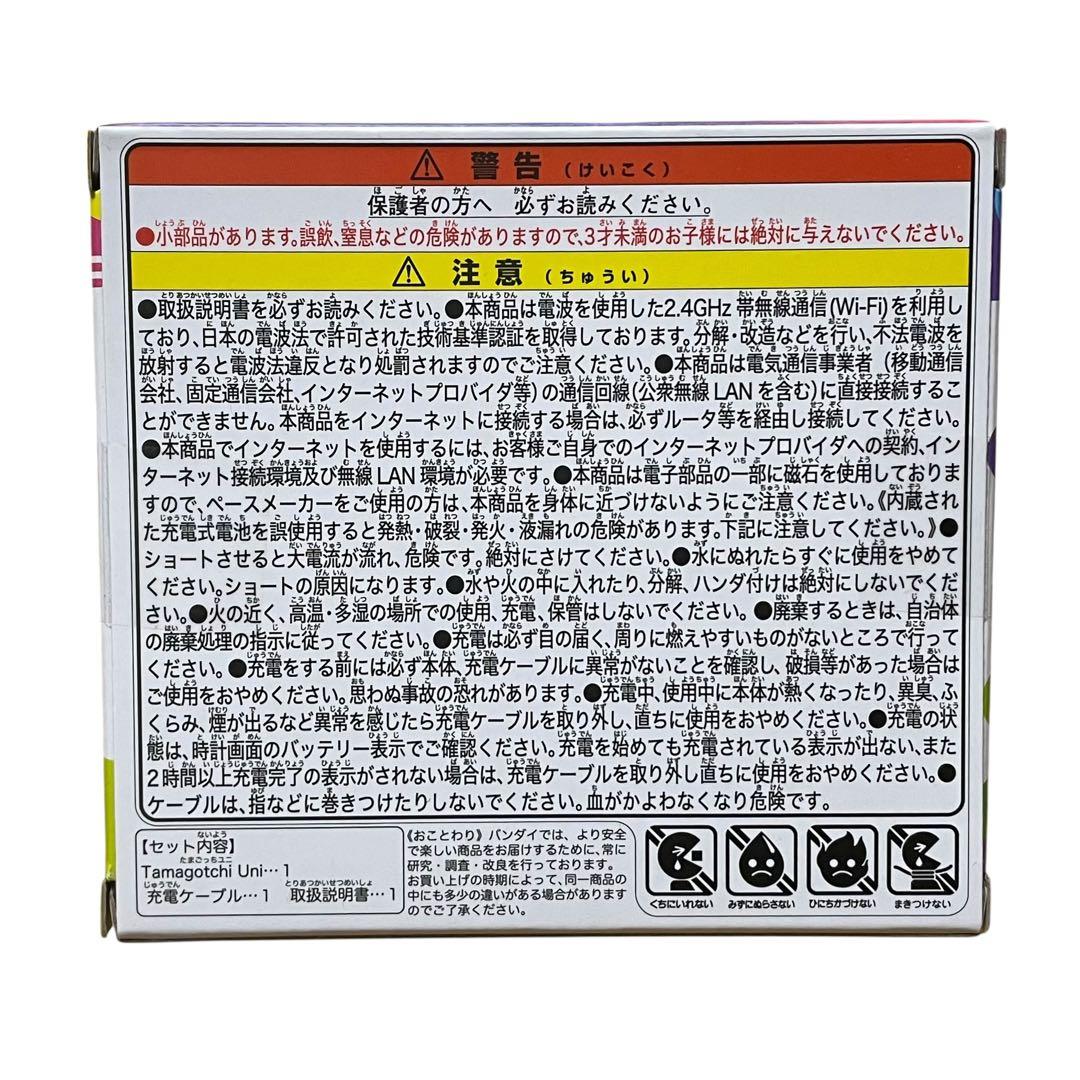 ⚠ 警告（けいこく）
保護者の方へ 必ずお読みください。
●小部品があります。誤飲、窒息などの危険がありますので、3才未満のお子様には絶対に与えないでください。
⚠ 注意（ちゅうい）
●取扱説明書を必ずお読みください。●本商品は電波を使用した2.4GHz 帯無線通信(Wi-Fi)を利用し
ており、日本の電波法で許可された技術基準認証を取得しております。分解・改造などを行い、不法電波を
放射すると電波法違反となり処罰されますのでご注意ください。●本商品は電気通信事業者（移動通信
会社、固定通信会社、インターネットプロバイダ等）の通信回線(公衆無線 LAN を含む)に直接接続するこ
とができません。本商品をインターネットに接続する場合は、必ずルータ等を経由し接続してください。
●本商品でインターネットを使用するには、お客様ご自身でのインターネットプロバイダへの契約、イン
ターネット接続環境及び無線 LAN 環境が必要です。●本商品は電子部品の一部に磁石を使用しておりま
すので、ペースメーカーをご使用の方は、本商品を身体に近づけないようにご注意ください。《内蔵され
た充電式電池を誤使用すると発熱・破裂・発火・液漏れの危険があります。下記に注意してください。》●
ショートさせると大電流が流れ、危険です。絶対にさけてください。●水にぬれたらすぐに使用をやめて
ください。ショートの原因になります。●水や火の中に入れたり、分解、ハンダ付けは絶対にしないでくだ
さい。●火の近く、高温・多湿の場所での使用、充電、保管はしないでください。●廃棄するときは、自治体
の廃棄処理の指示に従ってください。●充電は必ず目の届く、周りに燃えやすいものがないところで行って
ください。●充電をする前には必ず本体、充電ケーブルに異常がないことを確認し、破損等があった場合は
ご使用をおやめください。思わぬ事故の恐れがあります。●充電中、使用中に本体が熱くなったり、異臭、ふ
くらみ、煙が出るなど異常を感じたら充電ケーブルを取り外し、直ちに使用をおやめください。●充電の状
態は、時計画面のバッテリー表示でご確認ください。充電を始めても充電されている表示が出ない、また
2時間以上充電完了の表示がされない場合は、充電ケーブルを取り外し直ちに使用をおやめください。●
ケーブルは、指などに巻きつけたりしないでください。血がかよわなくなり危険です。
【セット内容】
Tamagotchi Uni…1
充電ケーブル…1 取扱説明書…1
《おことわり》バンダイでは、より安全
で楽しい商品をお届けするために、常に
研究・調査・改良を行っております。
お買い上げの時期によって、同一商品の
中にも多少の違いがある場合があります
のでご了承ください。
くちにいれない みずにぬらさない ひにちかづけない まきつけない